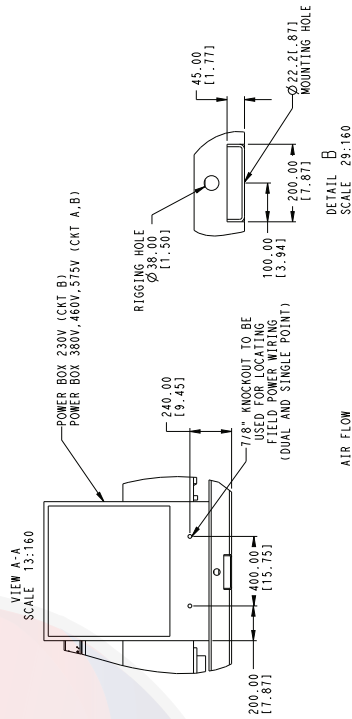 VIEW A-A
SCALE 13:160
POWER BOX 230V (CKT B)
POWER BOX 380V,460V,575V (CKT A,B)
240.00
[9.45]
7/8" KNOCKOUT TO BE
USED FOR LOCATING
FIELD POWER WIRING
(DUAL AND SINGLE POINT)
200.00
[7.87]
400.00
[15.75]
AIR FLOW
RIGGING HOLE
Ø38.00
[1.50]
45.00
[1.77]
Ø22.2[.87]
MOUNTING HOLE
100.00
[3.94]
200.00
[7.87]
DETAIL B
SCALE 29:160